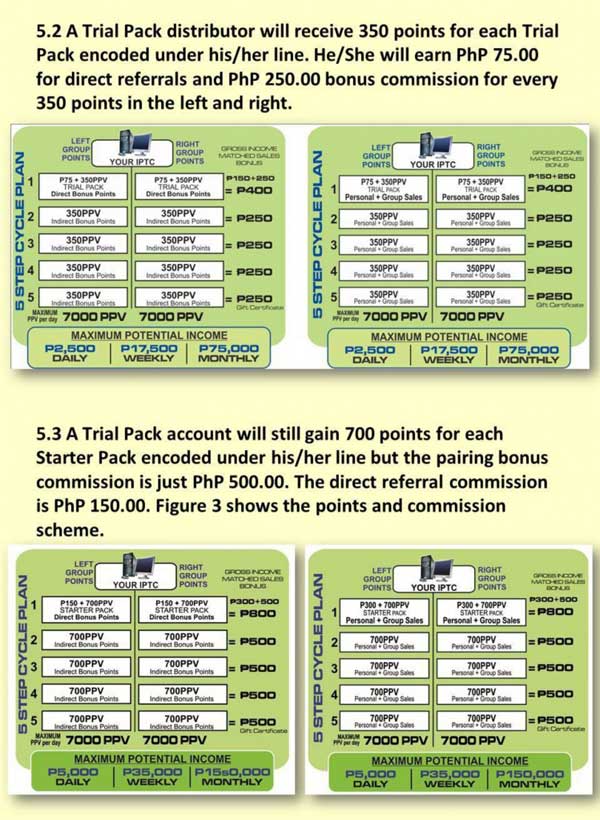 5.2 A Trial Pack distributor will receive 350 points for each Trial
Pack encoded under his/her line. He/She will earn PhP 75.00
for direct referrals and PhP 250.00 bonus commission for every
350 points in the left and right.
5 STEP CYCLE PLAN
LEFT GROUP POINTS
YOUR IPTC
RIGHT GROUP POINTS
GROSS INCOME MATCHED SALES BONUS
P150+250
1 P75 + 350PPV TRIAL PACK Direct Bonus Points P75 + 350PPV TRIAL PACK Direct Bonus Points = P400
2 350PPV Indirect Bonus Points 350PPV Indirect Bonus Points = P250
3 350PPV Indirect Bonus Points 350PPV Indirect Bonus Points = P250
4 350PPV Indirect Bonus Points 350PPV Indirect Bonus Points = P250
5 350PPV Indirect Bonus Points 350PPV Indirect Bonus Points = P250
Gift Certificate
MAXIMUM PPV per day 7000 PPV 7000 PPV
MAXIMUM POTENTIAL INCOME
P2,500 P17,500 P75,000
DAILY WEEKLY MONTHLY
5 STEP CYCLE PLAN
LEFT GROUP POINTS
YOUR IPTC
RIGHT GROUP POINTS
GROSS INCOME MATCHED SALES BONUS
P150+250
1 P75 + 350PPV TRIAL PACK Personal + Group Sales P75 + 350PPV TRIAL PACK Personal + Group Sales = P400
2 350PPV Personal + Group Sales 350PPV Personal + Group Sales = P250
3 350PPV Personal + Group Sales 350PPV Personal + Group Sales = P250
4 350PPV Personal + Group Sales 350PPV Personal + Group Sales = P250
5 350PPV Personal + Group Sales 350PPV Personal + Group Sales = P250
Gift Certificate
MAXIMUM PPV per day 7000 PPV 7000 PPV
MAXIMUM POTENTIAL INCOME
P2,500 P17,500 P75,000
DAILY WEEKLY MONTHLY
5.3 A Trial Pack account will still gain 700 points for each
Starter Pack encoded under his/her line but the pairing bonus
commission is just PhP 500.00. The direct referral commission
is PhP 150.00. Figure 3 shows the points and commission
scheme.
5 STEP CYCLE PLAN
LEFT GROUP POINTS
YOUR IPTC
RIGHT GROUP POINTS
GROSS INCOME MATCHED SALES BONUS
P300+500
1 P150 + 700PPV STARTER PACK Direct Bonus Points P150 + 700PPV STARTER PACK Direct Bonus Points = P800
2 700PPV Indirect Bonus Points 700PPV Indirect Bonus Points = P500
3 700PPV Indirect Bonus Points 700PPV Indirect Bonus Points = P500
4 700PPV Indirect Bonus Points 700PPV Indirect Bonus Points = P500
5 700PPV Indirect Bonus Points 700PPV Indirect Bonus Points = P500
Gift Certificate
MAXIMUM PPV per day 7000 PPV 7000 PPV
MAXIMUM POTENTIAL INCOME
P5,000 P35,000 P15s0,000
DAILY WEEKLY MONTHLY
5 STEP CYCLE PLAN
LEFT GROUP POINTS
YOUR IPTC
RIGHT GROUP POINTS
GROSS INCOME MATCHED SALES BONUS
P300+500
1 P300 + 700PPV STARTER PACK Personal + Group Sales P300 + 700PPV STARTER PACK Personal + Group Sales = P800
2 700PPV Personal + Group Sales 700PPV Personal + Group Sales = P500
3 700PPV Personal + Group Sales 700PPV Personal + Group Sales = P500
4 700PPV Personal + Group Sales 700PPV Personal + Group Sales = P500
5 700PPV Personal + Group Sales 700PPV Personal + Group Sales = P500
Gift Certificate
MAXIMUM PPV per day 7000 PPV 7000 PPV
MAXIMUM POTENTIAL INCOME
P5,000 P35,000 P150,000
DAILY WEEKLY MONTHLY